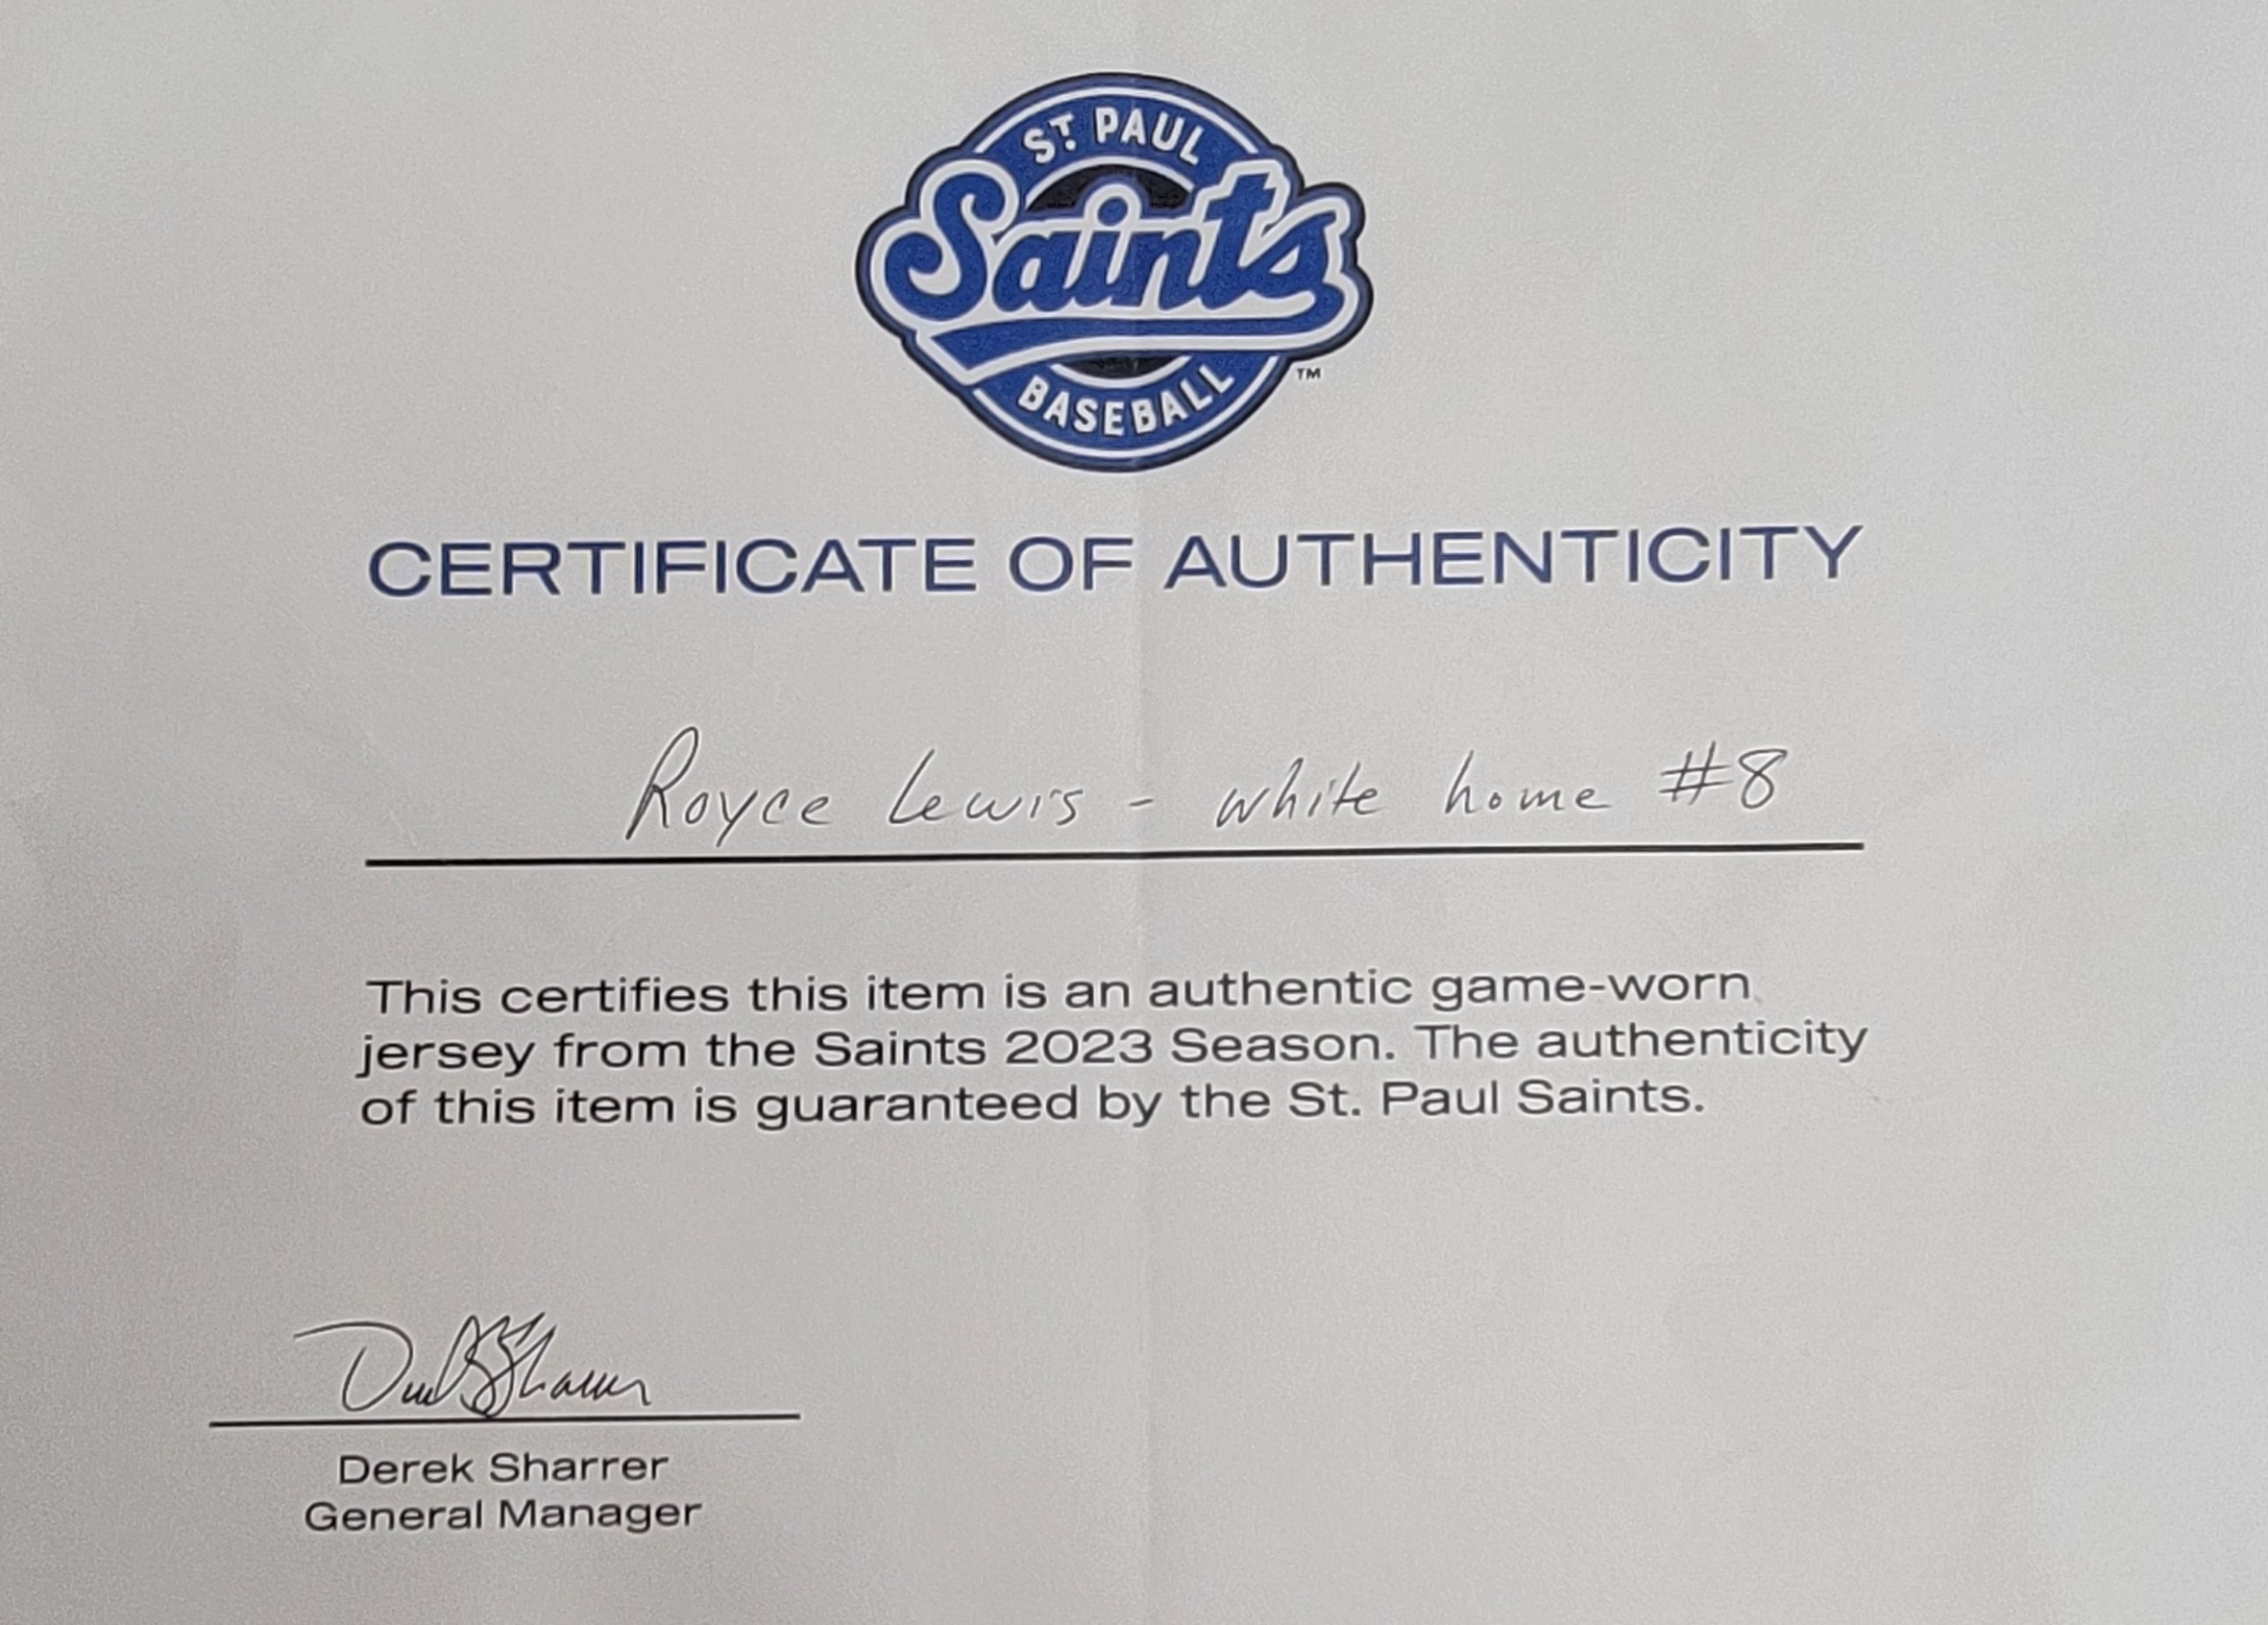 ST. PAUL
Saints
BASEBALL
TM
CERTIFICATE OF AUTHENTICITY
Royce Lewis - white home #8
This certifies this item is an authentic game-worn
jersey from the Saints 2023 Season. The authenticity
of this item is guaranteed by the St. Paul Saints.
Derek Sharrer
General Manager